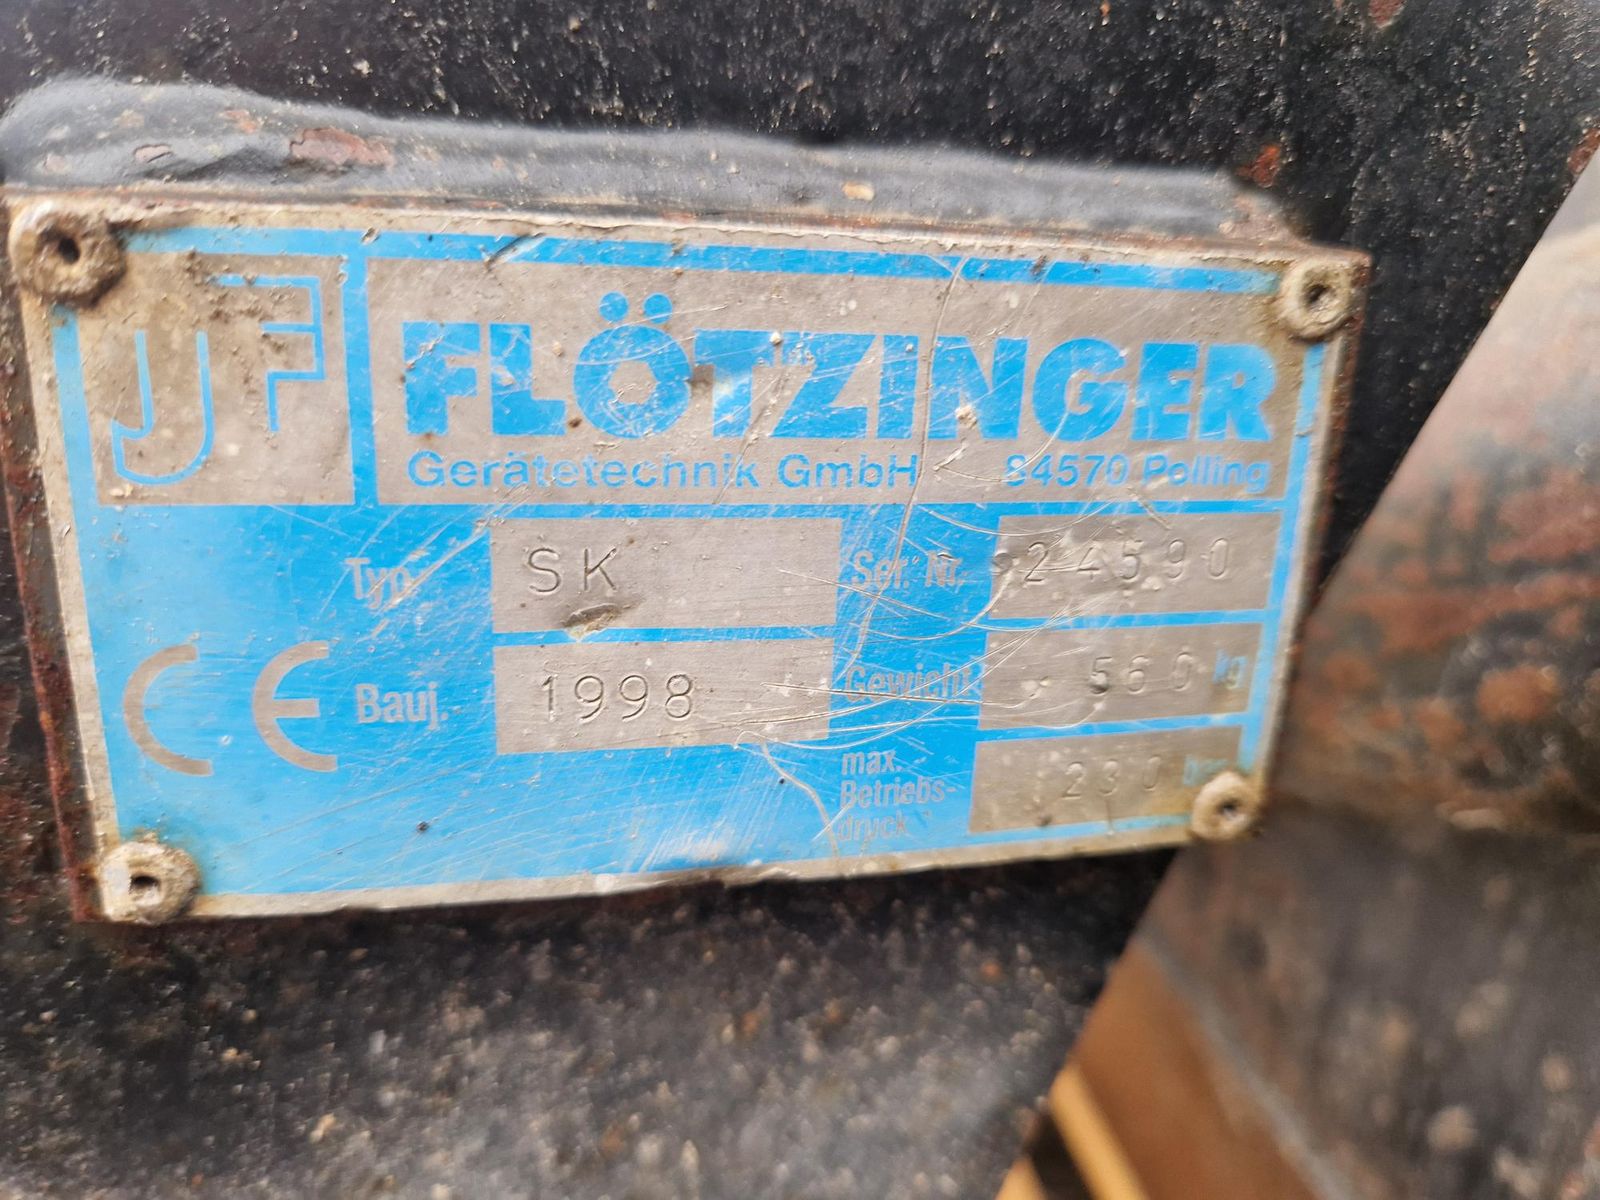 JF
FLÖTZINGER
Gerätetechnik GmbH 84570 Polling
Typ. SK Ser. Nr. 24590
CE Bauj. 1998 Gewicht 560 kg
max. Betriebs- druck 230 bar